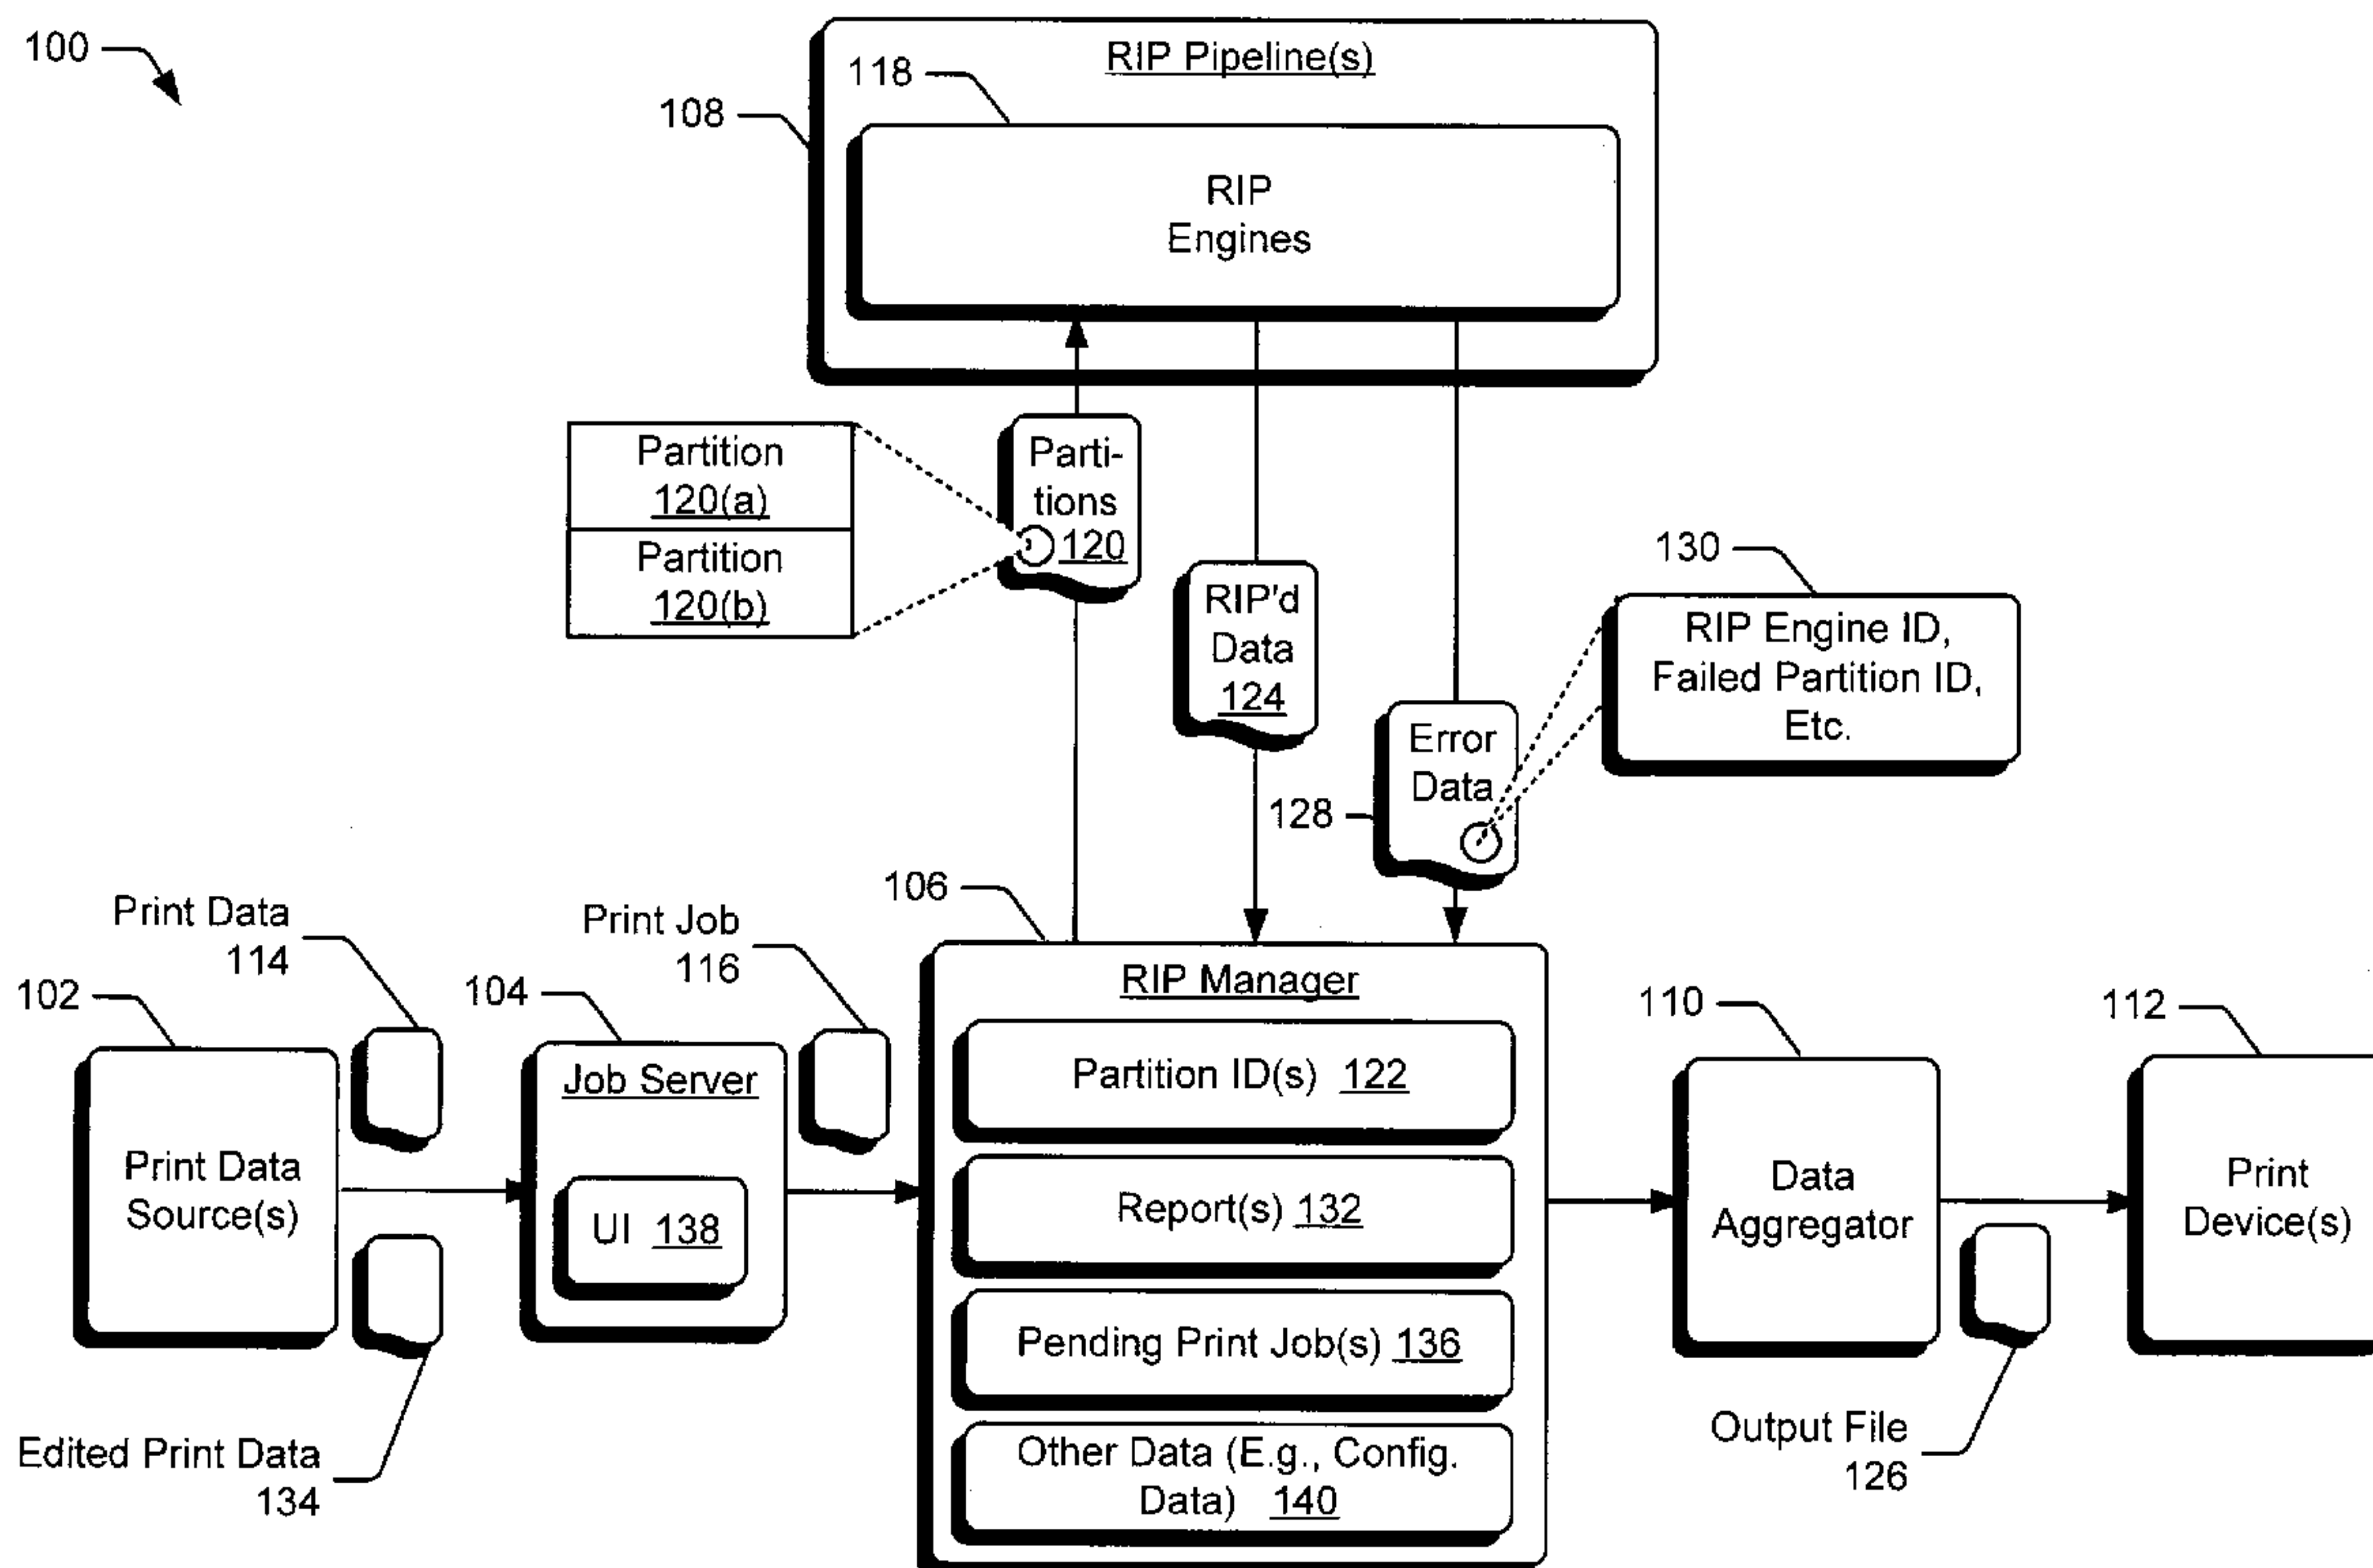 100
RIP Pipeline(s)
118
108
RIP
Engines
Partition
120(a)
Partition
120(b)
Parti-
tions
120
RIP'd
Data
124
130
RIP Engine ID,
Failed Partition ID,
Etc.
Error
Data
128
106
Print Data
114
Print Job
116
102
104
RIP Manager
110
112
Job Server
Partition ID(s) 122
Print Data
Source(s)
UI 138
Report(s) 132
Data
Aggregator
Print
Device(s)
Pending Print Job(s) 136
Edited Print Data
134
Other Data (E.g., Config.
Data) 140
Output File
126